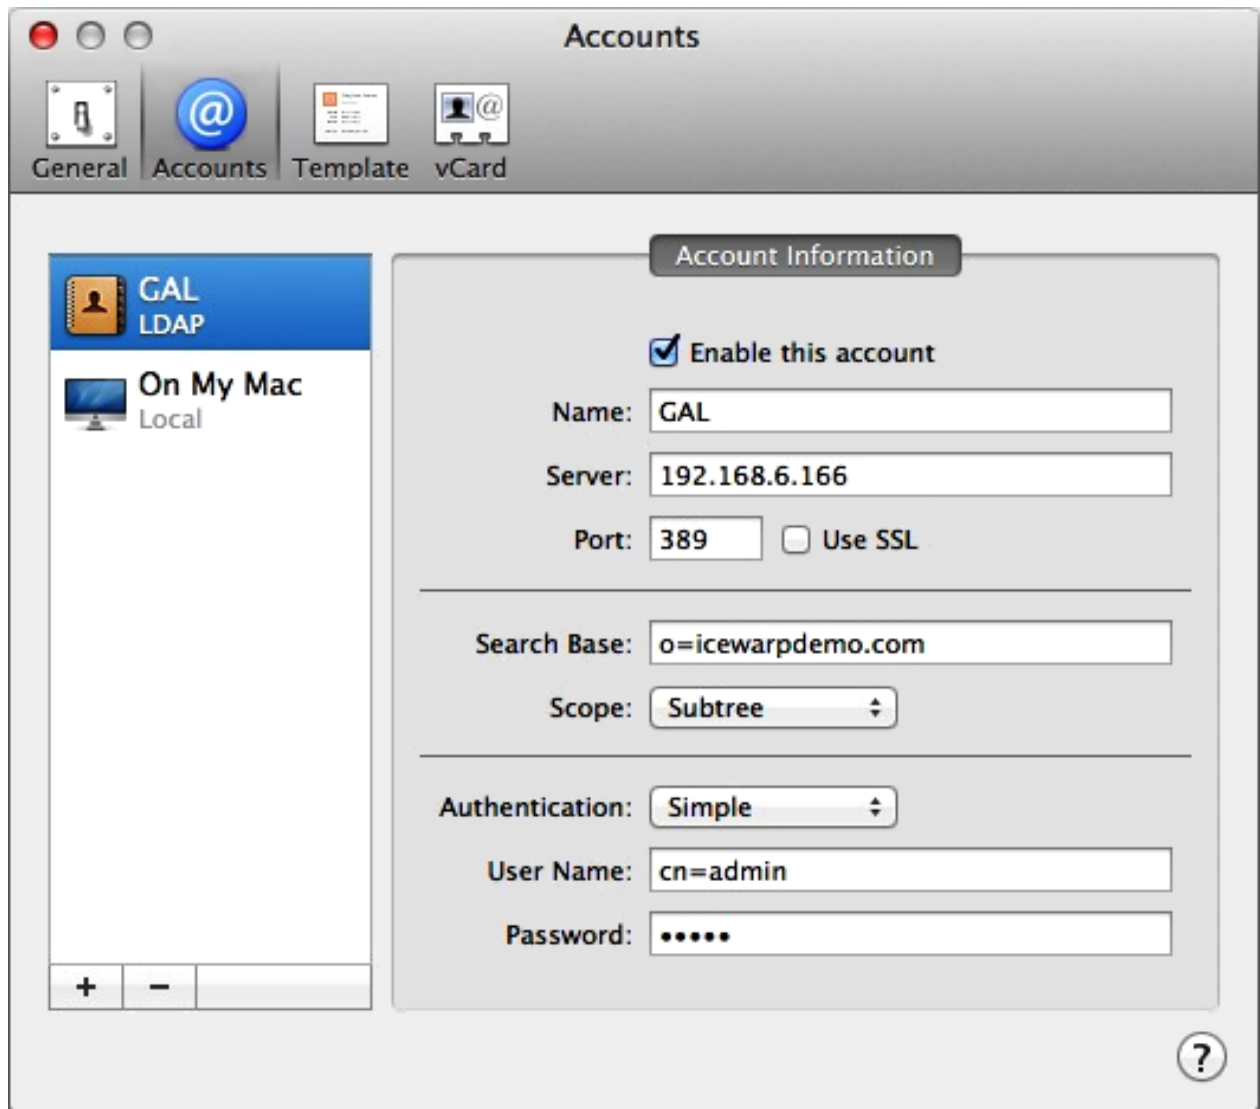 Accounts
General Accounts Template vCard
GAL
LDAP
On My Mac
Local
+ −
Account Information
Enable this account
Name: GAL
Server: 192.168.6.166
Port: 389 Use SSL
Search Base: o=icewarpdemo.com
Scope: Subtree
Authentication: Simple
User Name: cn=admin
Password: •••••
?